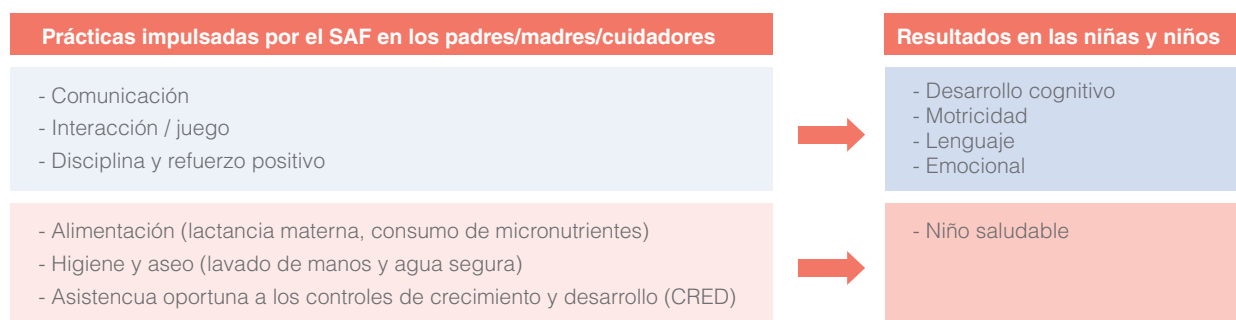 Prácticas impulsadas por el SAF en los padres/madres/cuidadores
Resultados en las niñas y niños
- Comunicación
- Interacción / juego
- Disciplina y refuerzo positivo
- Desarrollo cognitivo
- Motricidad
- Lenguaje
- Emocional
- Alimentación (lactancia materna, consumo de micronutrientes)
- Higiene y aseo (lavado de manos y agua segura)
- Asistencua oportuna a los controles de crecimiento y desarrollo (CRED)
- Niño saludable